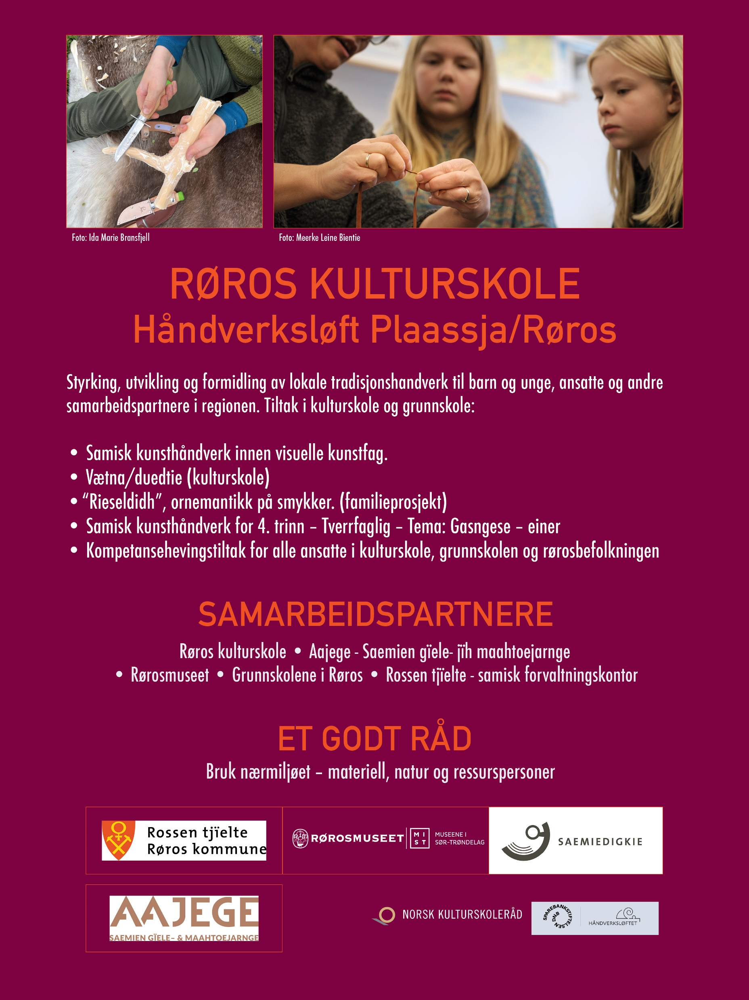 Foto: Ida Marie Bransfjell
Foto: Meerke Leine Bientie
RØROS KULTURSKOLE
Håndverksløft Plaassja/Røros
Styrking, utvikling og formidling av lokale tradisjonshandverk til barn og unge, ansatte og andre
samarbeidspartnere i regionen. Tiltak i kulturskole og grunnskole:
• Samisk kunsthåndverk innen visuelle kunstfag.
• Vætna/duedtie (kulturskole)
• “Rieseldidh”, ornemantikk på smykker. (familieprosjekt)
• Samisk kunsthåndverk for 4. trinn – Tverrfaglig – Tema: Gasngese – einer
• Kompetansehevingstiltak for alle ansatte i kulturskole, grunnskolen og rørosbefolkningen
SAMARBEIDSPARTNERE
Røros kulturskole • Aajege - Saemien gïele- jïh maahtoejarnge
• Rørosmuseet • Grunnskolene i Røros • Rossen tjïelte - samisk forvaltningskontor
ET GODT RÅD
Bruk nærmiljøet – materiell, natur og ressurspersoner
Rossen tjïelte
Røros kommune
RØROSMUSEET
MIST
MUSEENE I
SØR-TRØNDELAG
SAEMIEDIGKIE
AAJEGE
SAEMIEN GÏELE- & MAAHTOEJARNGE
NORSK KULTURSKOLERÅD
SPAREBANKSTIFTELSEN
DNB
HÅNDVERKSLØFTET